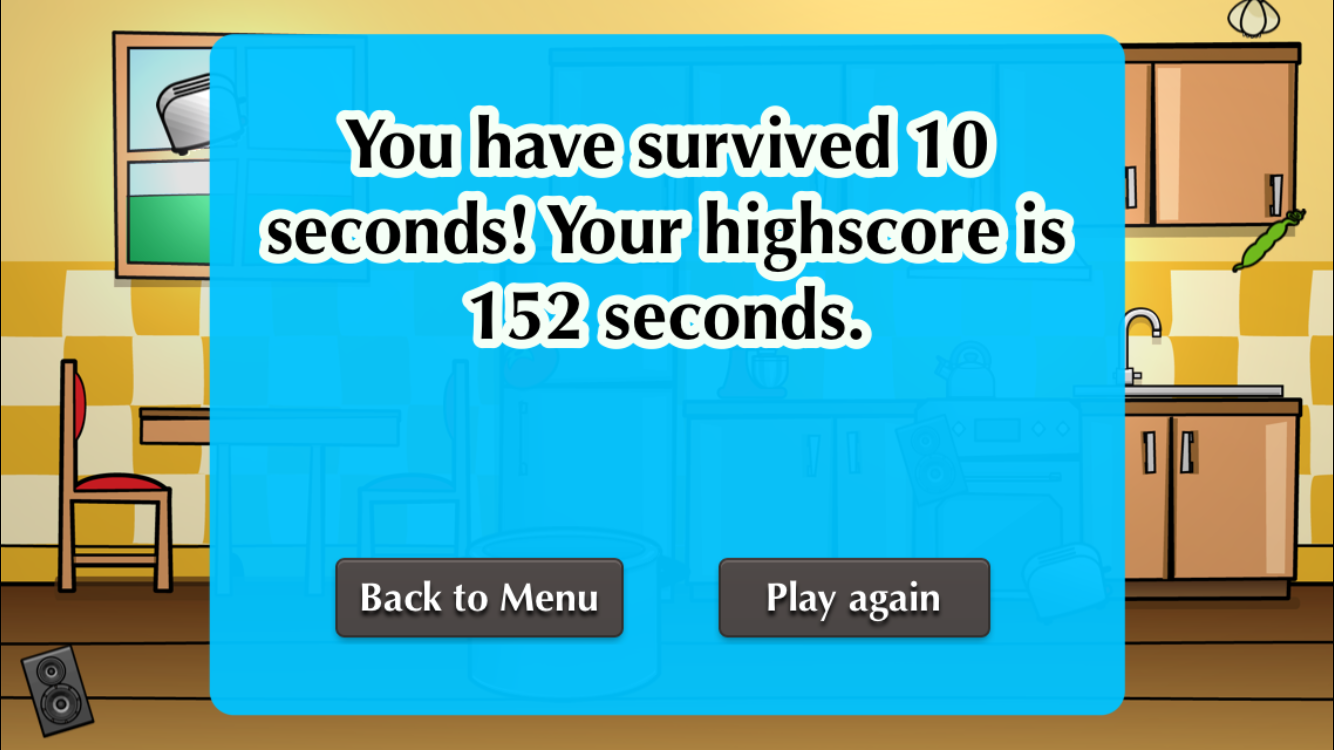 You have survived 10
seconds! Your highscore is
152 seconds.
Back to Menu
Play again